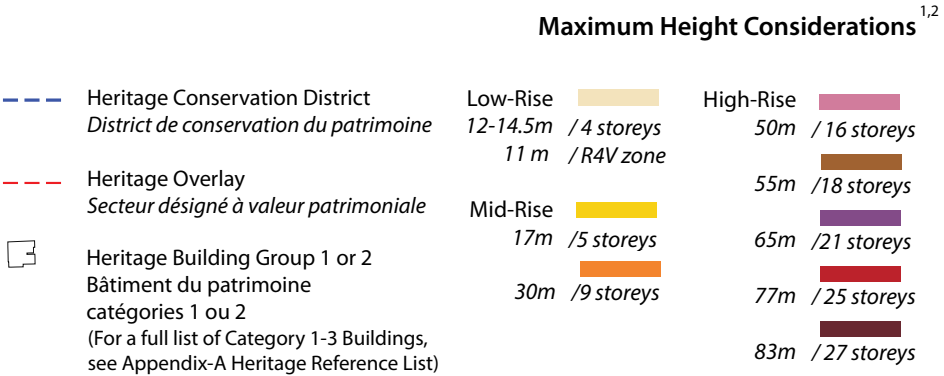 Maximum Height Considerations 1,2
Heritage Conservation District
District de conservation du patrimoine
Heritage Overlay
Secteur désigné à valeur patrimoniale
Heritage Building Group 1 or 2
Bâtiment du patrimoine
catégories 1 ou 2
(For a full list of Category 1-3 Buildings,
see Appendix-A Heritage Reference List)
Low-Rise
12-14.5m / 4 storeys
11 m / R4V zone
Mid-Rise
17m /5 storeys
30m /9 storeys
High-Rise
50m / 16 storeys
55m /18 storeys
65m /21 storeys
77m / 25 storeys
83m / 27 storeys